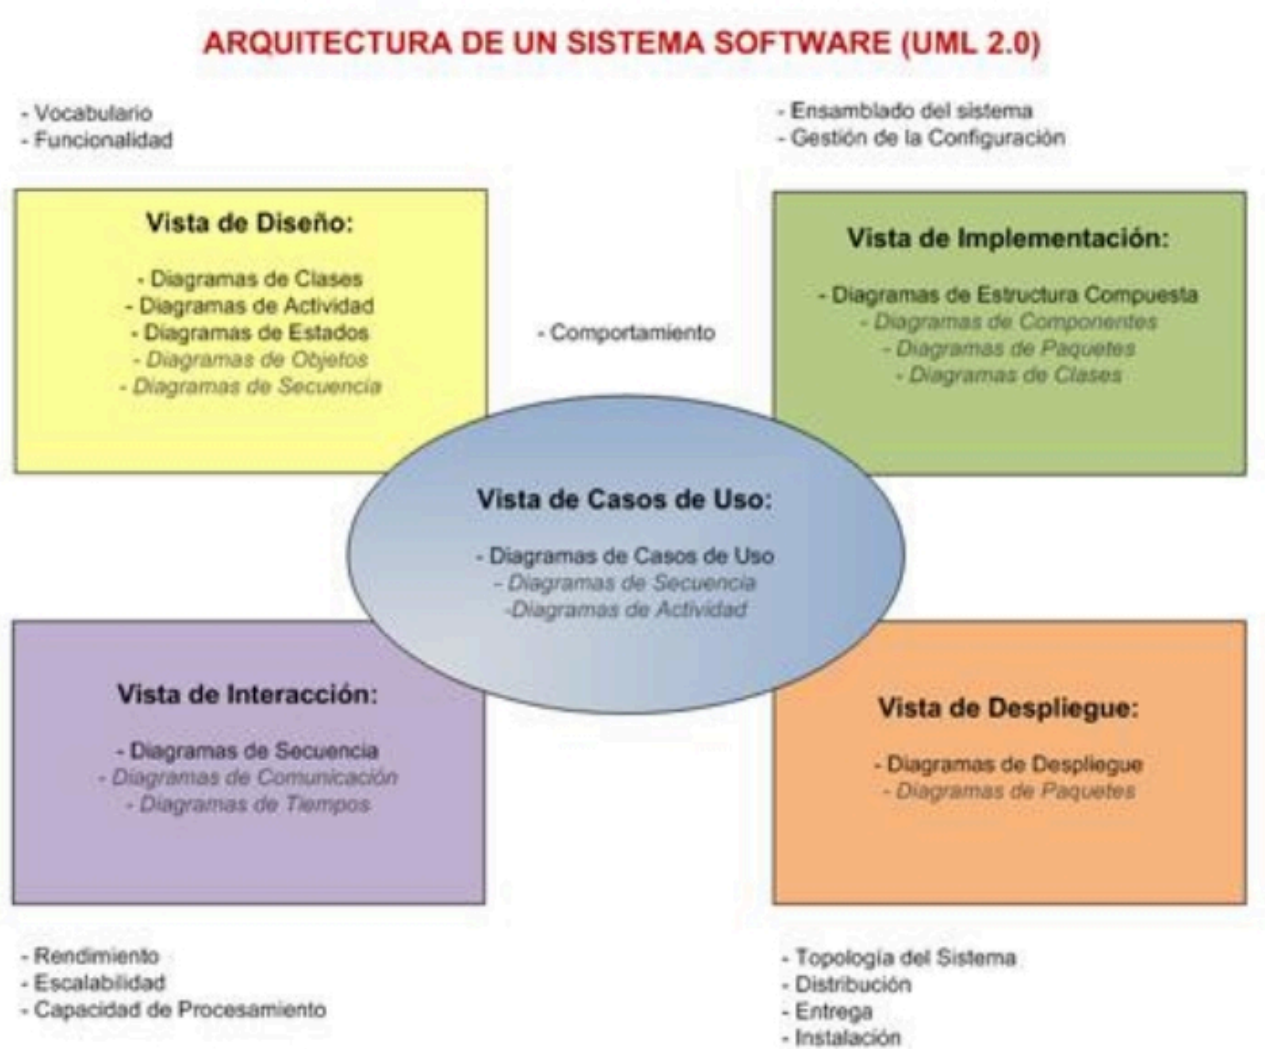 ARQUITECTURA DE UN SISTEMA SOFTWARE (UML 2.0)
- Vocabulario
- Funcionalidad
- Ensamblado del sistema
- Gestión de la Configuración
Vista de Diseño:
- Diagramas de Clases
- Diagramas de Actividad
- Diagramas de Estados
- Diagramas de Objetos
- Diagramas de Secuencia
- Comportamiento
Vista de Implementación:
- Diagramas de Estructura Compuesta
- Diagramas de Componentes
- Diagramas de Paquetes
- Diagramas de Clases
Vista de Casos de Uso:
- Diagramas de Casos de Uso
- Diagramas de Secuencia
-Diagramas de Actividad
Vista de Interacción:
- Diagramas de Secuencia
- Diagramas de Comunicación
- Diagramas de Tiempos
Vista de Despliegue:
- Diagramas de Despliegue
- Diagramas de Paquetes
- Rendimiento
- Escalabilidad
- Capacidad de Procesamiento
- Topología del Sistema
- Distribución
- Entrega
- Instalación